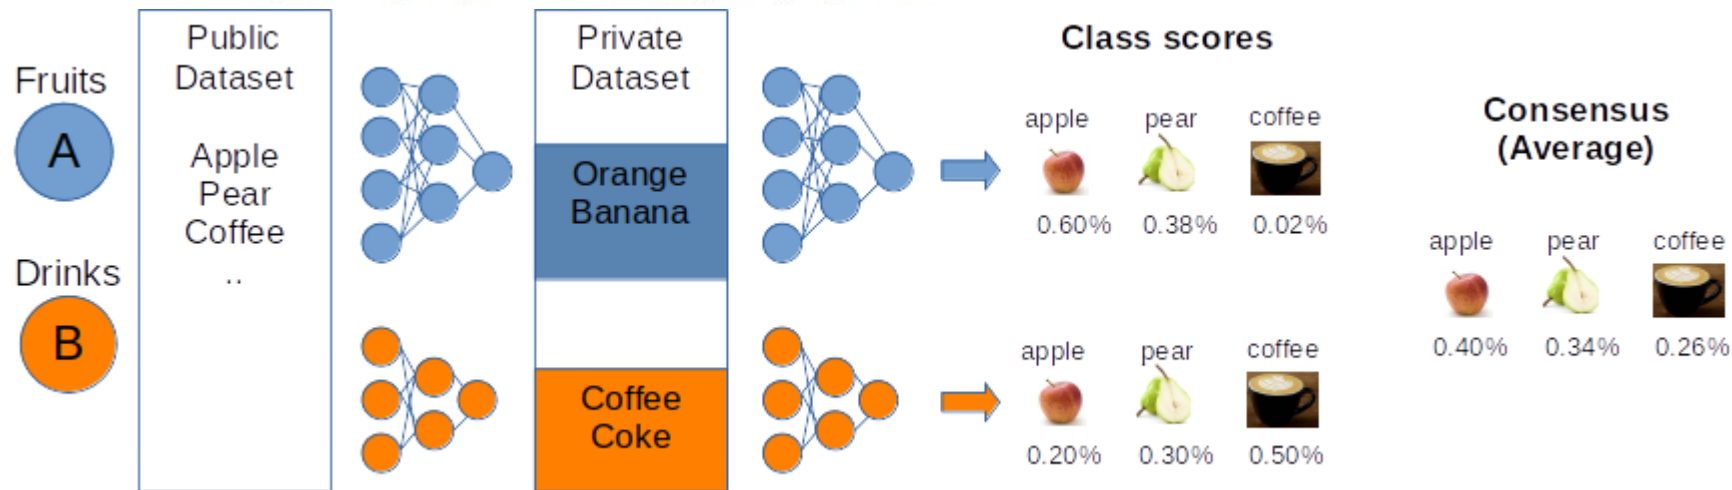 Fruits
A
Drinks
B
Public
Dataset
Apple
Pear
Coffee
..
Private
Dataset
Orange
Banana
Coffee
Coke
Class scores
apple pear coffee
0.60% 0.38% 0.02%
apple pear coffee
0.20% 0.30% 0.50%
Consensus
(Average)
apple pear coffee
0.40% 0.34% 0.26%